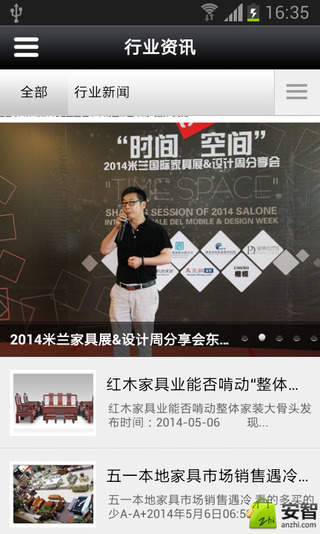 16:35
行业资讯
全部 行业新闻
“时间 空间”
2014米兰国际家具展&设计周分享会
"TIME SPACE"
SHARING SESSION OF 2014 SALONE
INTERNAZIONALE DEL MOBILE & DESIGN WEEK
2014米兰家具展&设计周分享会东...
红木家具业能否啃动“整体...
红木家具业能否啃动整体家装大骨头发
布时间：2014-05-06 现...
五一本地家具市场销售遇冷...
五一本地家具市场销售遇冷 看的多买的
少A-A+2014年5月6日06:5
安智
anzhi.com